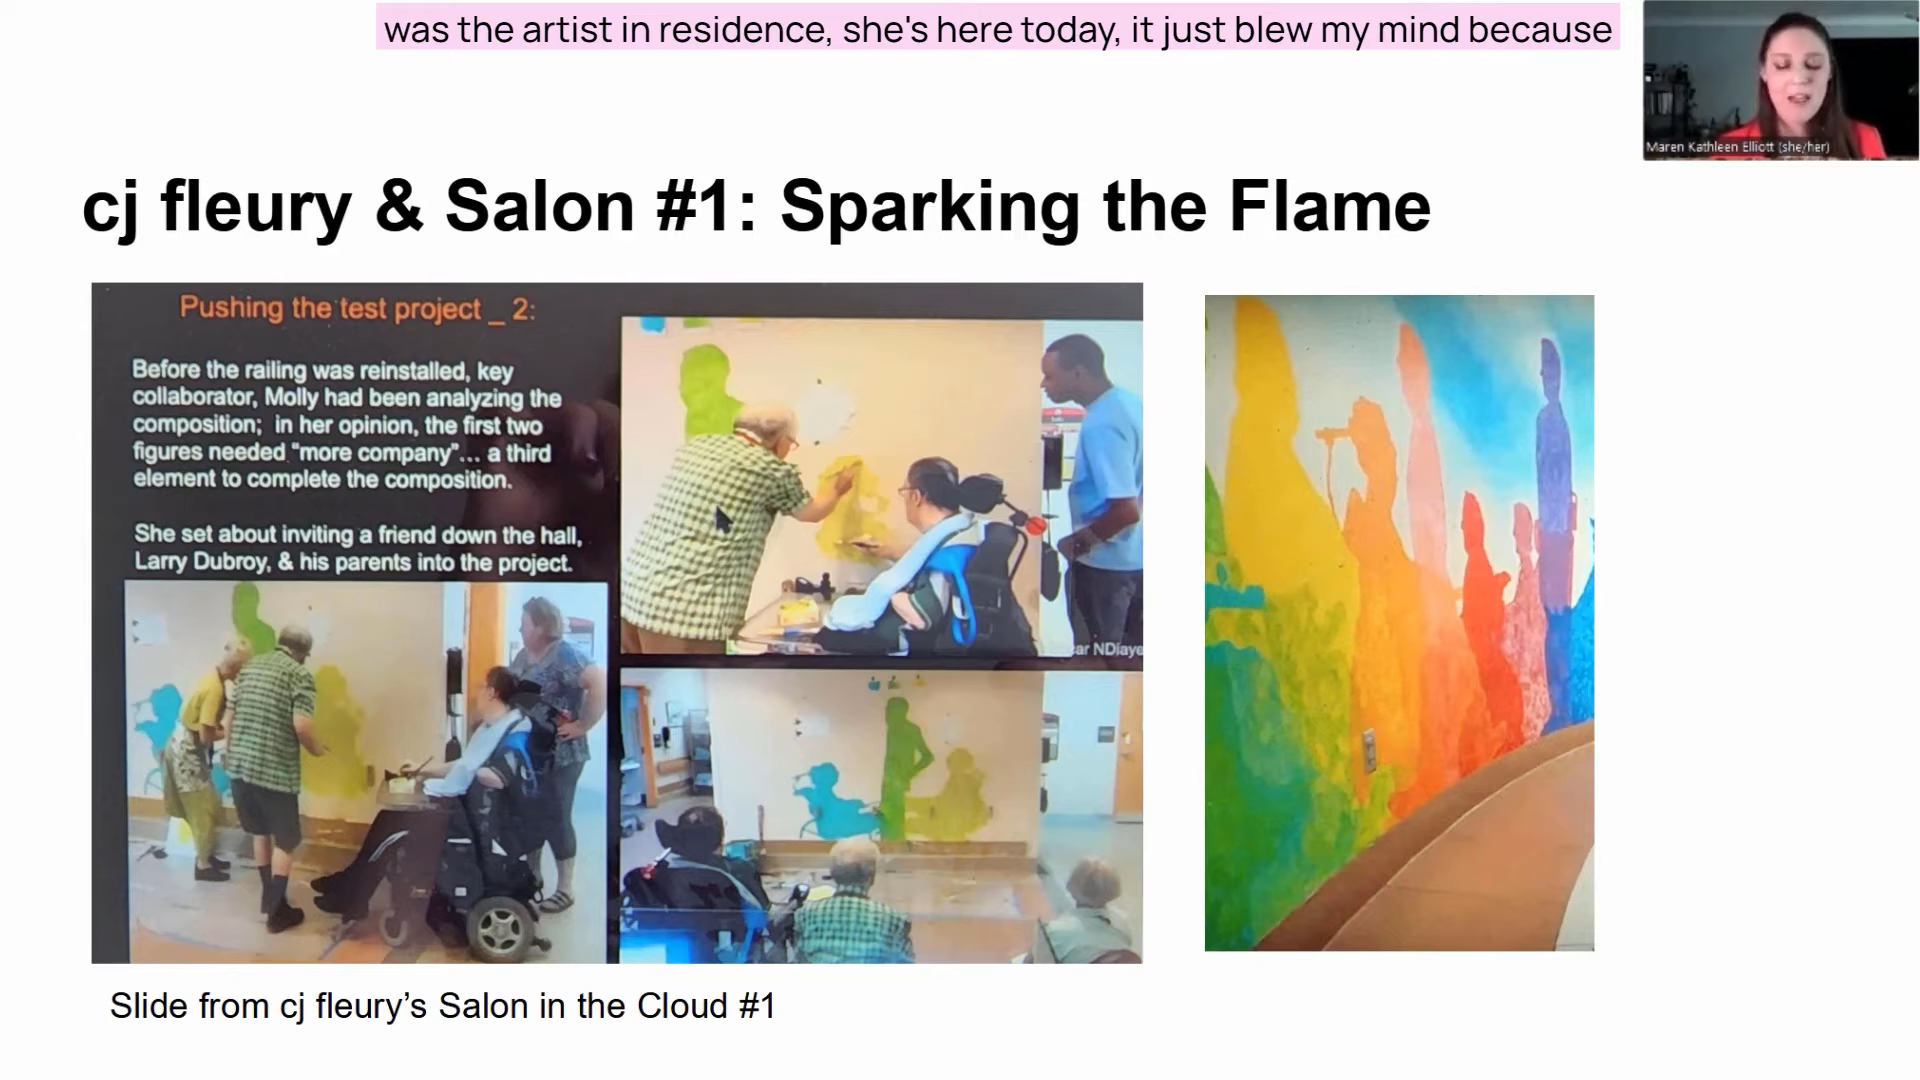 was the artist in residence, she's here today, it just blew my mind because
Maren Kathleen Elliott (she/her)
cj fleury & Salon #1: Sparking the Flame
Pushing the test project _ 2:
Before the railing was reinstalled, key
collaborator, Molly had been analyzing the
composition; in her opinion, the first two
figures needed "more company"... a third
element to complete the composition.
She set about inviting a friend down the hall,
Larry Dubroy, & his parents into the project.
NDiaye
Slide from cj fleury’s Salon in the Cloud #1